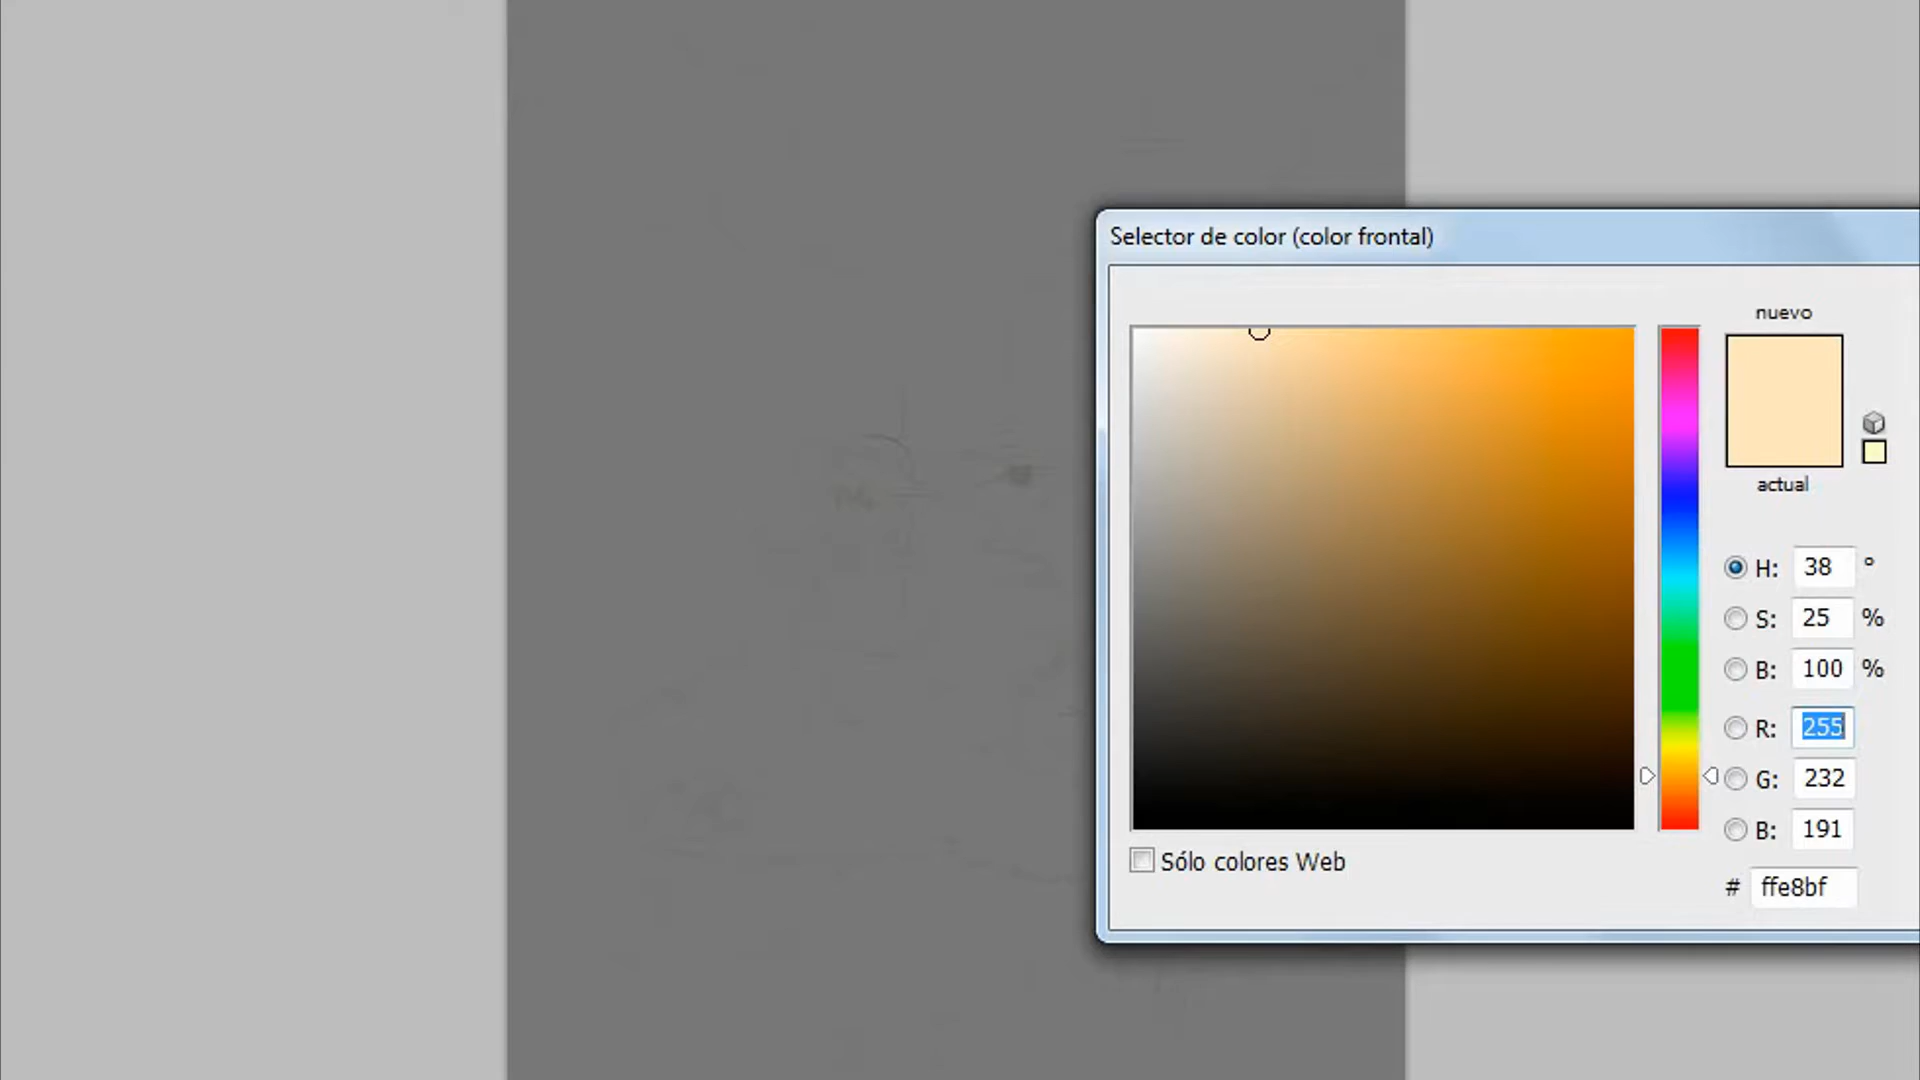 Selector de color (color frontal)
nuevo
actual
H: 38 °
S: 25 %
B: 100 %
R: 255
G: 232
B: 191
Sólo colores Web
# ffe8bf